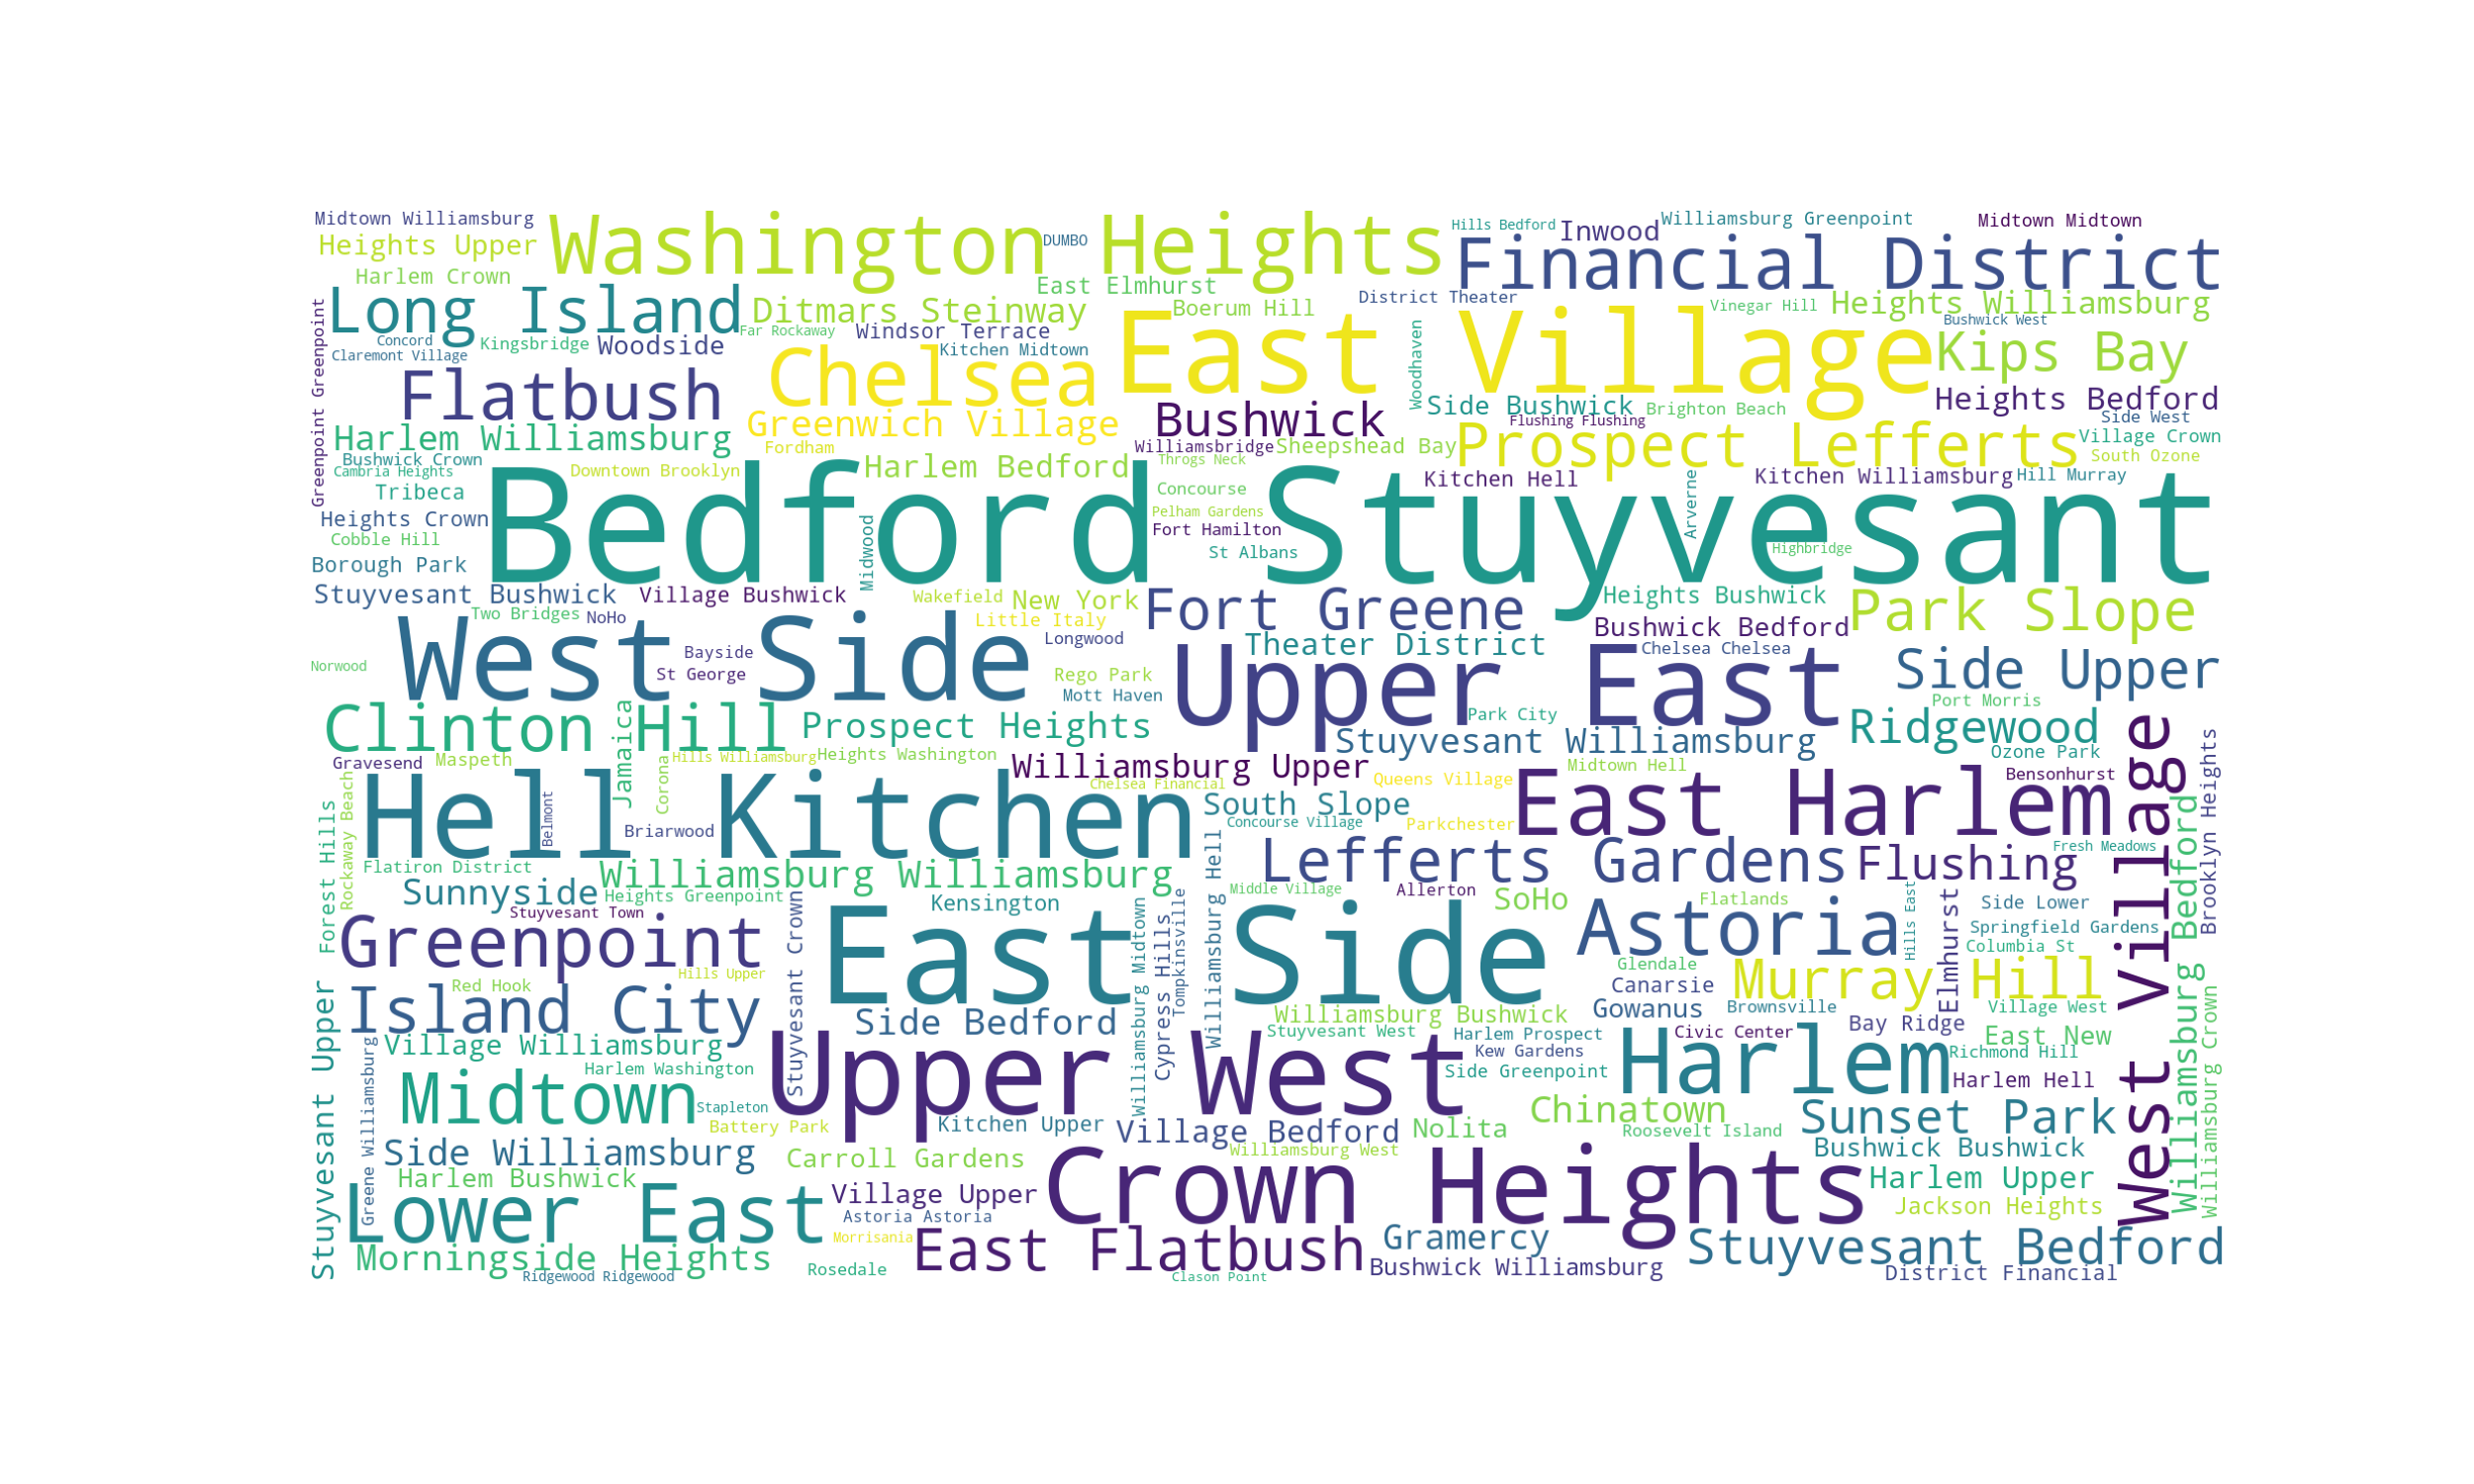 Midtown Williamsburg
Washington Heights
DUMBO
Hills Bedford
Inwood
Williamsburg Greenpoint
Midtown Midtown
Heights Upper
Financial District
Harlem Crown
East Elmhurst
Long Island
Ditmars Steinway
Boerum Hill
District Theater
Vinegar Hill
Heights Williamsburg
Greenpoint Greenpoint
Concord
Kingsbridge
Woodside
Far Rockaway
Windsor Terrace
East Village
Bushwick West
Claremont Village
Chelsea
Kitchen Midtown
Woodhaven
Kips Bay
Flatbush
Greenwich Village
Bushwick
Side Bushwick
Brighton Beach
Heights Bedford
Flushing Flushing
Side West
Harlem Williamsburg
Fordham
Williamsbridge
Sheepshead Bay
Prospect Lefferts
Village Crown
Bushwick Crown
Cambria Heights
Downtown Brooklyn
Harlem Bedford
Throgs Neck
South Ozone
Bedford Stuyvesant
Kitchen Hell
Kitchen Williamsburg
Hill Murray
Tribeca
Concourse
Arverne
Heights Crown
Pelham Gardens
Fort Hamilton
Cobble Hill
Midwood
St Albans
Highbridge
Borough Park
Stuyvesant Bushwick
Village Bushwick
Wakefield
New York
Fort Greene
Heights Bushwick
Park Slope
Two Bridges
NoHo
Little Italy
West Side
Longwood
Theater District
Bushwick Bedford
Bayside
Chelsea Chelsea
Norwood
St George
Rego Park
Upper East
Side Upper
Mott Haven
Port Morris
Clinton Hill
Jamaica
Prospect Heights
Park City
Stuyvesant Williamsburg
Ridgewood
West Village
Ozone Park
Gravesend
Maspeth
Corona
Hills Williamsburg
Heights Washington
Williamsburg Upper
Midtown Hell
Bensonhurst
Brooklyn Heights
Rockaway Beach
Hell Kitchen
Chelsea Financial
Queens Village
East Harlem
Forest Hills
Belmont
Briarwood
South Slope
Concourse Village
Parkchester
Williamsburg Hell
Williamsburg Bedford
Flatiron District
Williamsburg Williamsburg
Lefferts Gardens
Flushing
Fresh Meadows
Sunnyside
Heights Greenpoint
Kensington
Middle Village
Allerton
SoHo
Flatlands
Hills East
Elmhurst
Side Lower
Stuyvesant Town
Greenpoint
Stuyvesant Crown
East Side
Williamsburg Midtown
Cypress Hills
Tompkinsville
Astoria
Springfield Gardens
Columbia St
Hills Upper
Glendale
Red Hook
Canarsie
Murray Hill
Stuyvesant Upper
Island City
Side Bedford
Williamsburg Bushwick
Gowanus
Brownsville
Village West
Williamsburg Crown
Greene Williamsburg
Village Williamsburg
Stuyvesant West
Harlem Prospect
Civic Center
Bay Ridge
East New
Harlem Washington
Upper West
Kew Gardens
Side Greenpoint
Harlem
Richmond Hill
Harlem Hell
Midtown
Stapleton
Battery Park
Kitchen Upper
Village Bedford
Nolita
Chinatown
Roosevelt Island
Sunset Park
Side Williamsburg
Carroll Gardens
Williamsburg West
Bushwick Bushwick
Harlem Bushwick
Crown Heights
Harlem Upper
Lower East
Village Upper
Astoria Astoria
Jackson Heights
Morrisania
Morningside Heights
East Flatbush
Gramercy
Stuyvesant Bedford
Ridgewood Ridgewood
Rosedale
Clason Point
Bushwick Williamsburg
District Financial